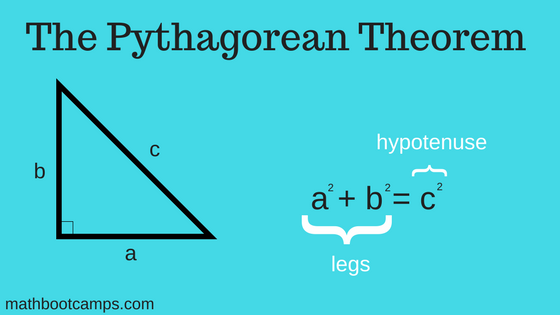 The Pythagorean Theorem
c
b
a
hypotenuse
a² + b² = c²
legs
mathbootcamps.com